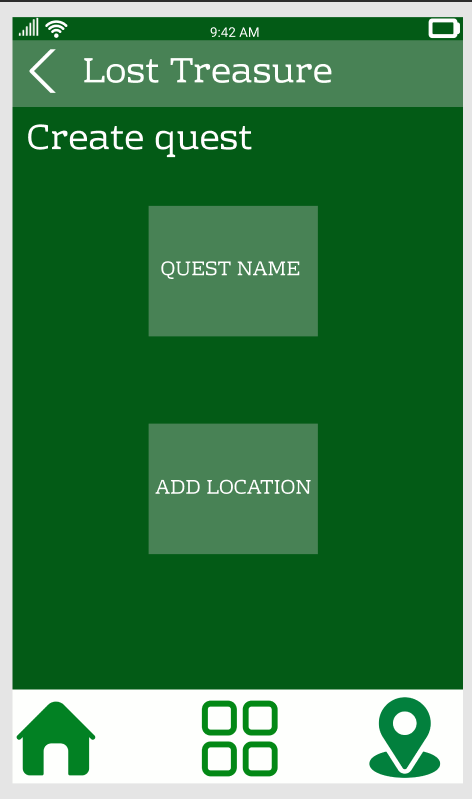 9:42 AM
Lost Treasure
Create quest
QUEST NAME
ADD LOCATION